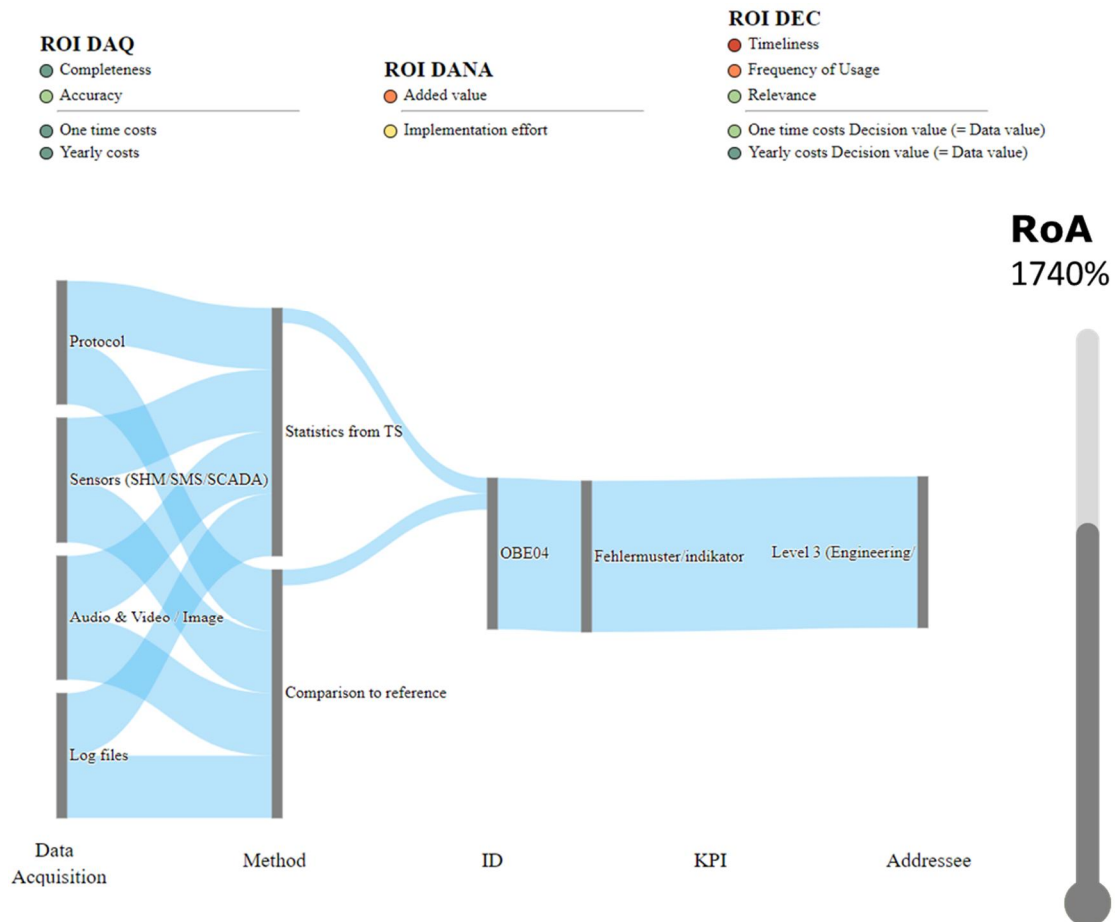 ROI DAQ
Completeness
Accuracy
One time costs
Yearly costs
ROI DANA
Added value
Implementation effort
ROI DEC
Timeliness
Frequency of Usage
Relevance
One time costs Decision value (= Data value)
Yearly costs Decision value (= Data value)
RoA
1740%
Protocol
Statistics from TS
Sensors (SHM/SMS/SCADA)
OBE04
Fehlermuster/indikator
Level 3 (Engineering/
Audio & Video / Image
Comparison to reference
Log files
Data
Acquisition
Method
ID
KPI
Addressee